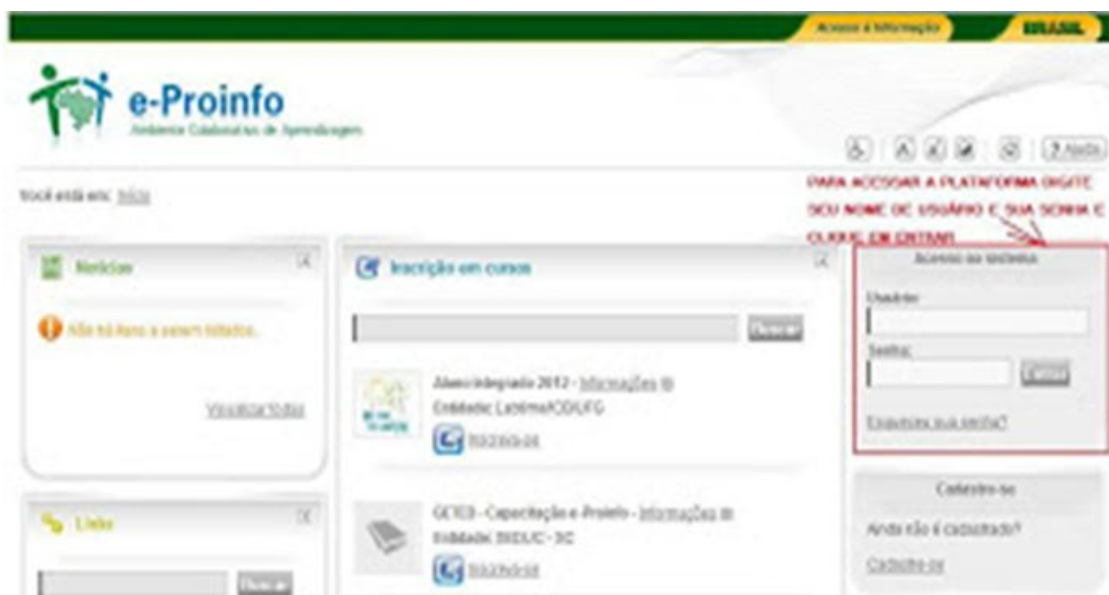 Acesso à Informação
BRASIL
e-Proinfo
Ambiente Colaborativo de Aprendizagem
? Ajuda
Você está em: Início
PARA ACESSAR A PLATAFORMA DIGITE
SEU NOME DE USUÁRIO E SUA SENHA E
CLIQUE EM ENTRAR
Notícias
Não há itens a serem listados.
Visualizar todas
Links
Buscar
Inscrição em cursos
Buscar
Aluno Integrado 2012 - Informações
Entidade:
Inscreva-se
- Capacitação e-Proinfo - Informações
Entidade: - SC
Inscreva-se
Acesso ao sistema
Usuário:
Senha:
Entrar
Esqueceu sua senha?
Cadastre-se
Ainda não é cadastrado?
Cadastre-se